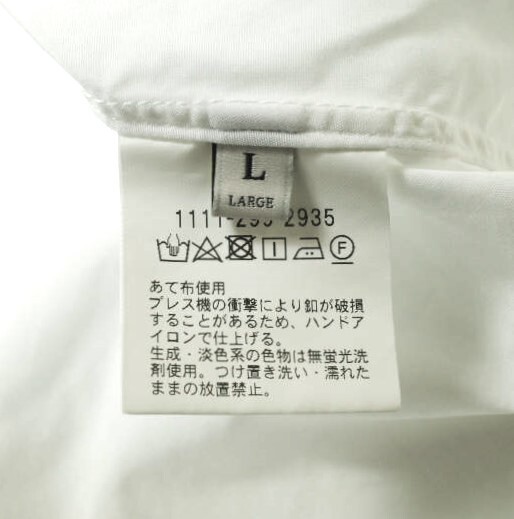 L
LARGE
1111-299-2935
F
あて布使用
プレス機の衝撃により釦が破損
することがあるため、ハンドア
イロンで仕上げる。
生成・淡色系の色物は無蛍光洗
剤使用。つけ置き洗い・濡れた
ままの放置禁止。